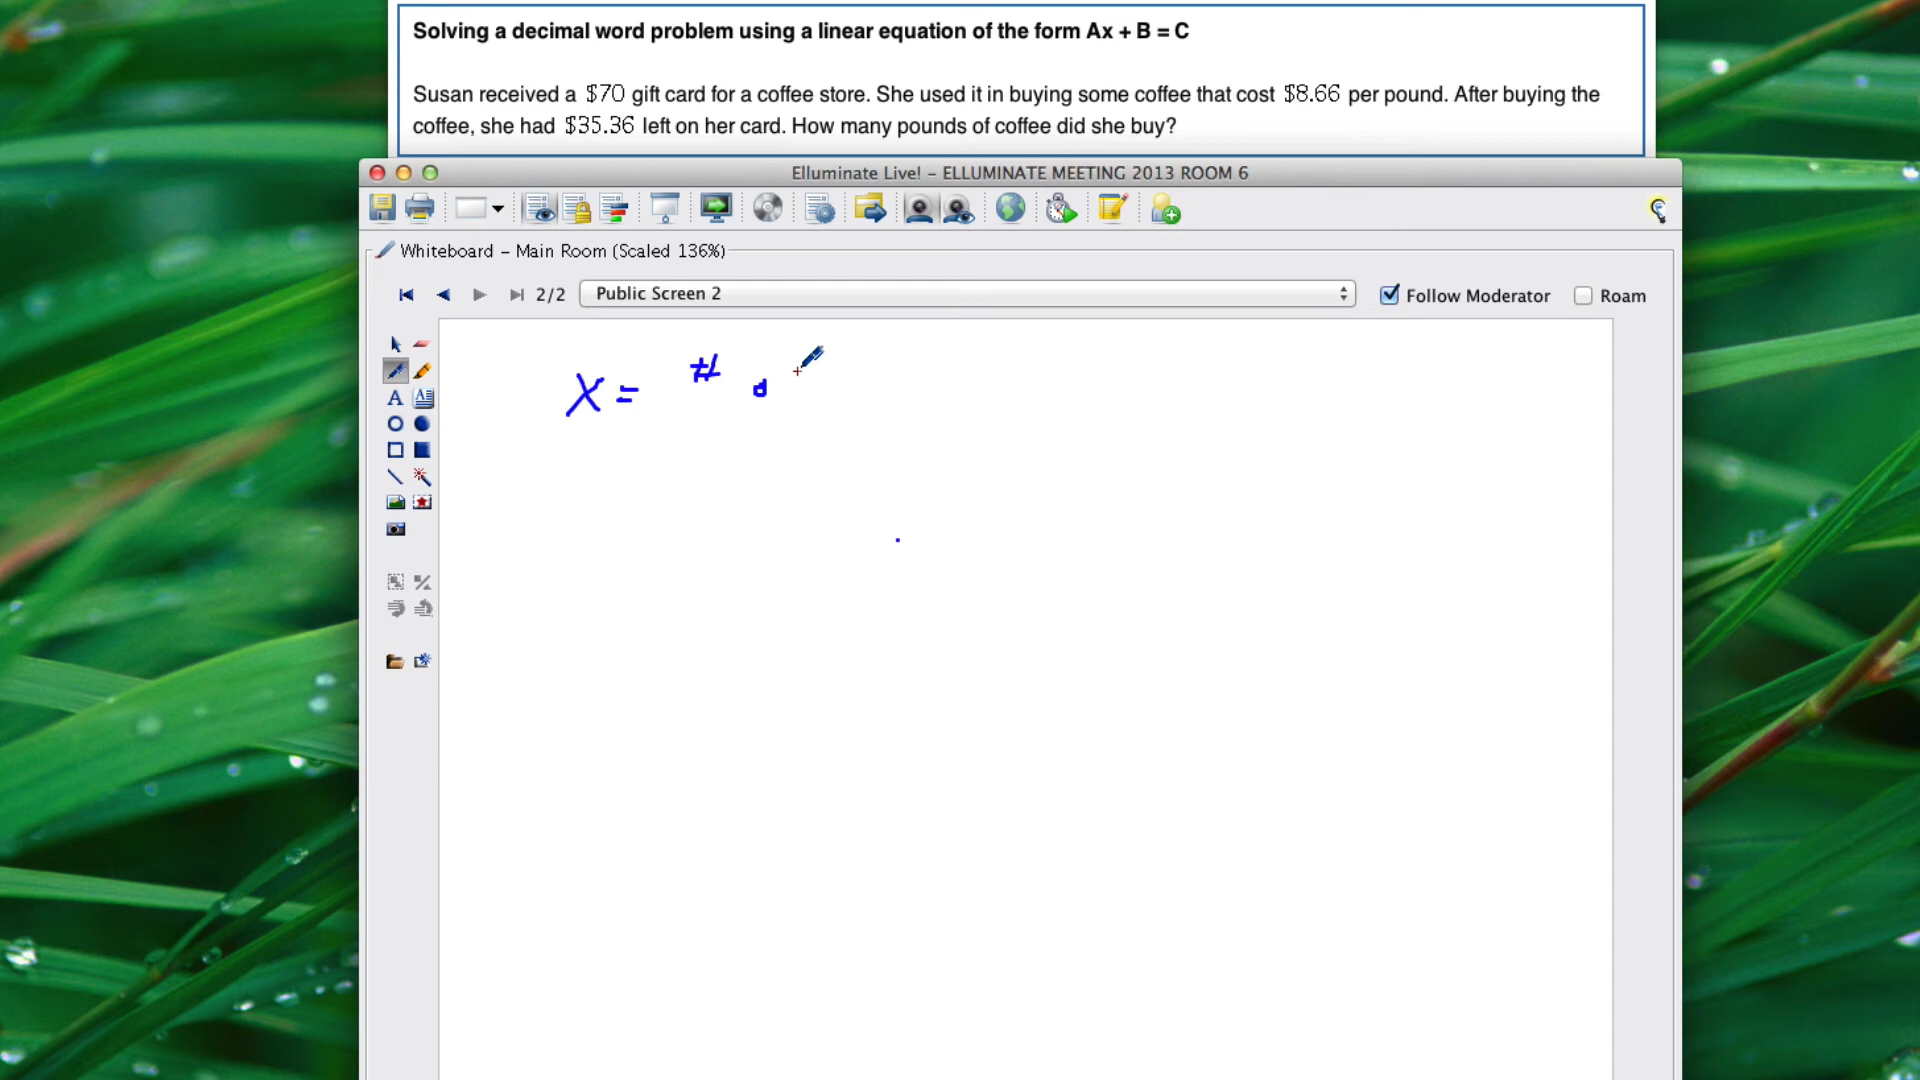 Solving a decimal word problem using a linear equation of the form Ax + B = C
Susan received a $70 gift card for a coffee store. She used it in buying some coffee that cost $8.66 per pound. After buying the
coffee, she had $35.36 left on her card. How many pounds of coffee did she buy?
Elluminate Live! – ELLUMINATE MEETING 2013 ROOM 6
Whiteboard – Main Room (Scaled 136%)
2/2 Public Screen 2 Follow Moderator Roam
X = #